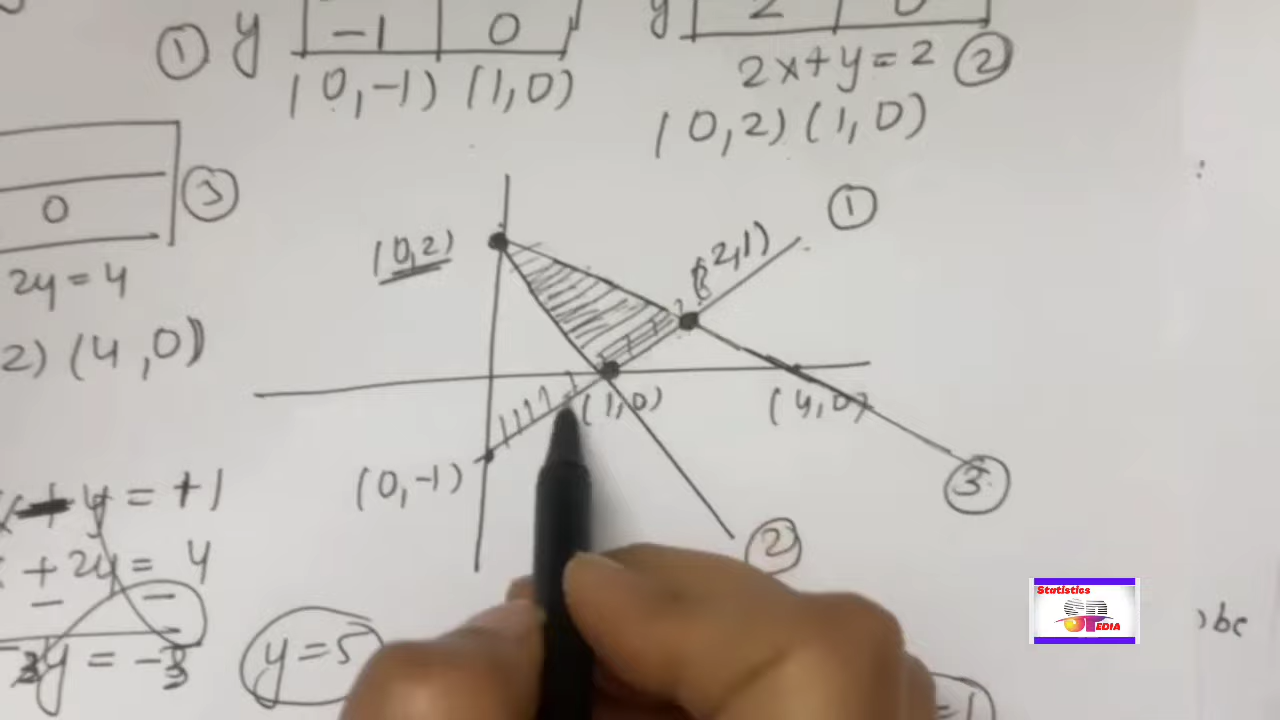 ① y -1 0
y 2 0
(0,-1) (1,0)
2x+y=2 ②
(0,2) (1,0)
③
0
2y=4
2) (4,0)
(0,2)
(2,1)
①
(1,0)
(4,0)
(0,-1)
③
②
y = +1
+ 2y = 4
- -
y = -3
y=5
=1
Statistics
PEDIA